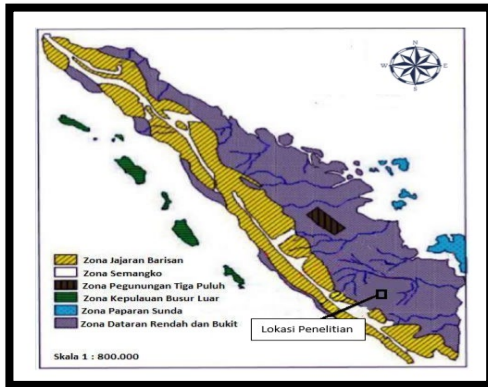 N
W
E
S
Zona Jajaran Barisan
Zona Semangko
Zona Pegunungan Tiga Puluh
Zona Kepulauan Busur Luar
Zona Paparan Sunda
Zona Dataran Rendah dan Bukit
Lokasi Penelitian
Skala 1 : 800.000